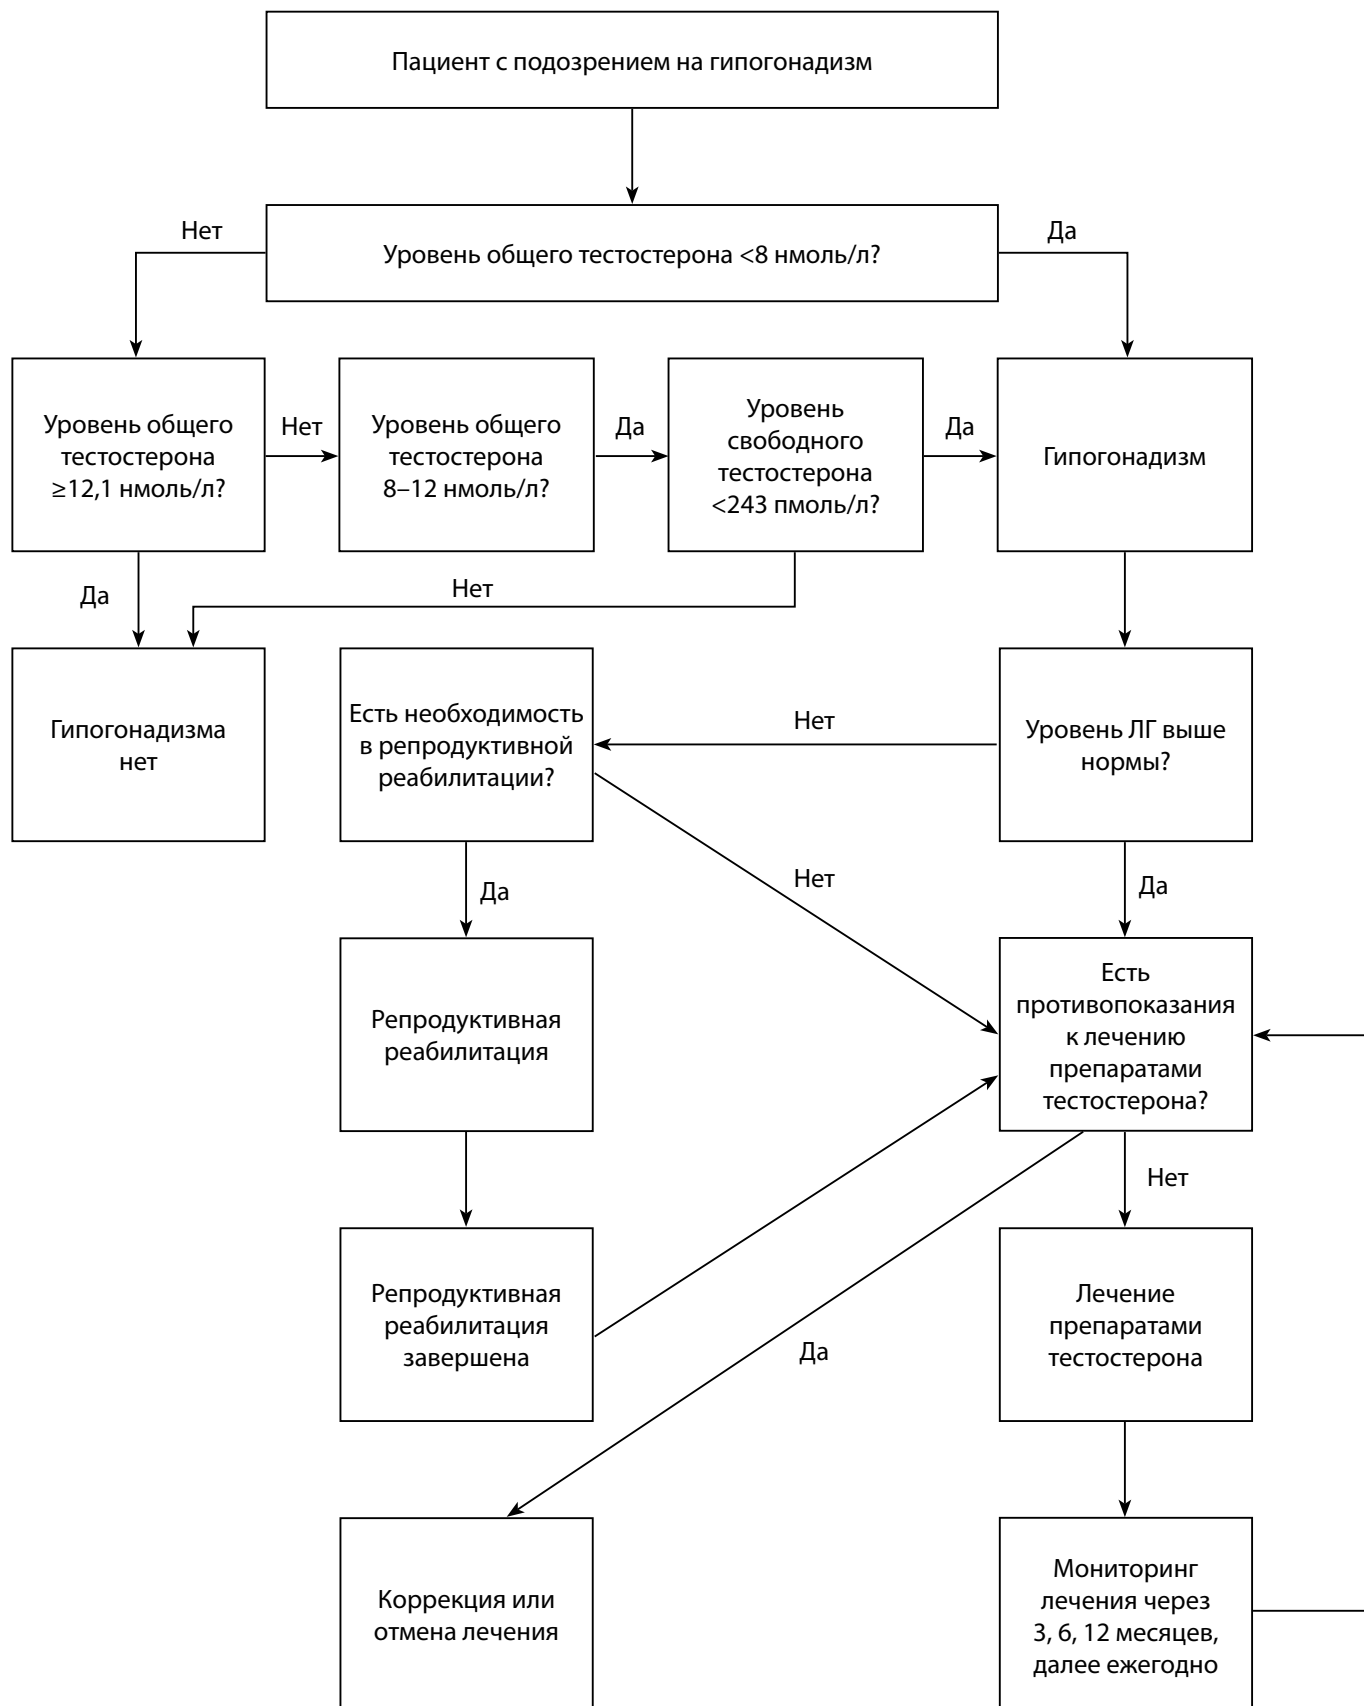 Пациент с подозрением на гипогонадизм
Нет
Да
Уровень общего тестостерона <8 нмоль/л?
Уровень общего
тестостерона
≥12,1 нмоль/л?
Нет
Уровень общего
тестостерона
8–12 нмоль/л?
Да
Уровень
свободного
тестостерона
<243 пмоль/л?
Да
Гипогонадизм
Да
Нет
Гипогонадизма
нет
Есть необходимость
в репродуктивной
реабилитации?
Нет
Уровень ЛГ выше
нормы?
Да
Нет
Да
Репродуктивная
реабилитация
Есть
противопоказания
к лечению
препаратами
тестостерона?
Нет
Репродуктивная
реабилитация
завершена
Да
Лечение
препаратами
тестостерона
Коррекция или
отмена лечения
Мониторинг
лечения через
3, 6, 12 месяцев,
далее ежегодно